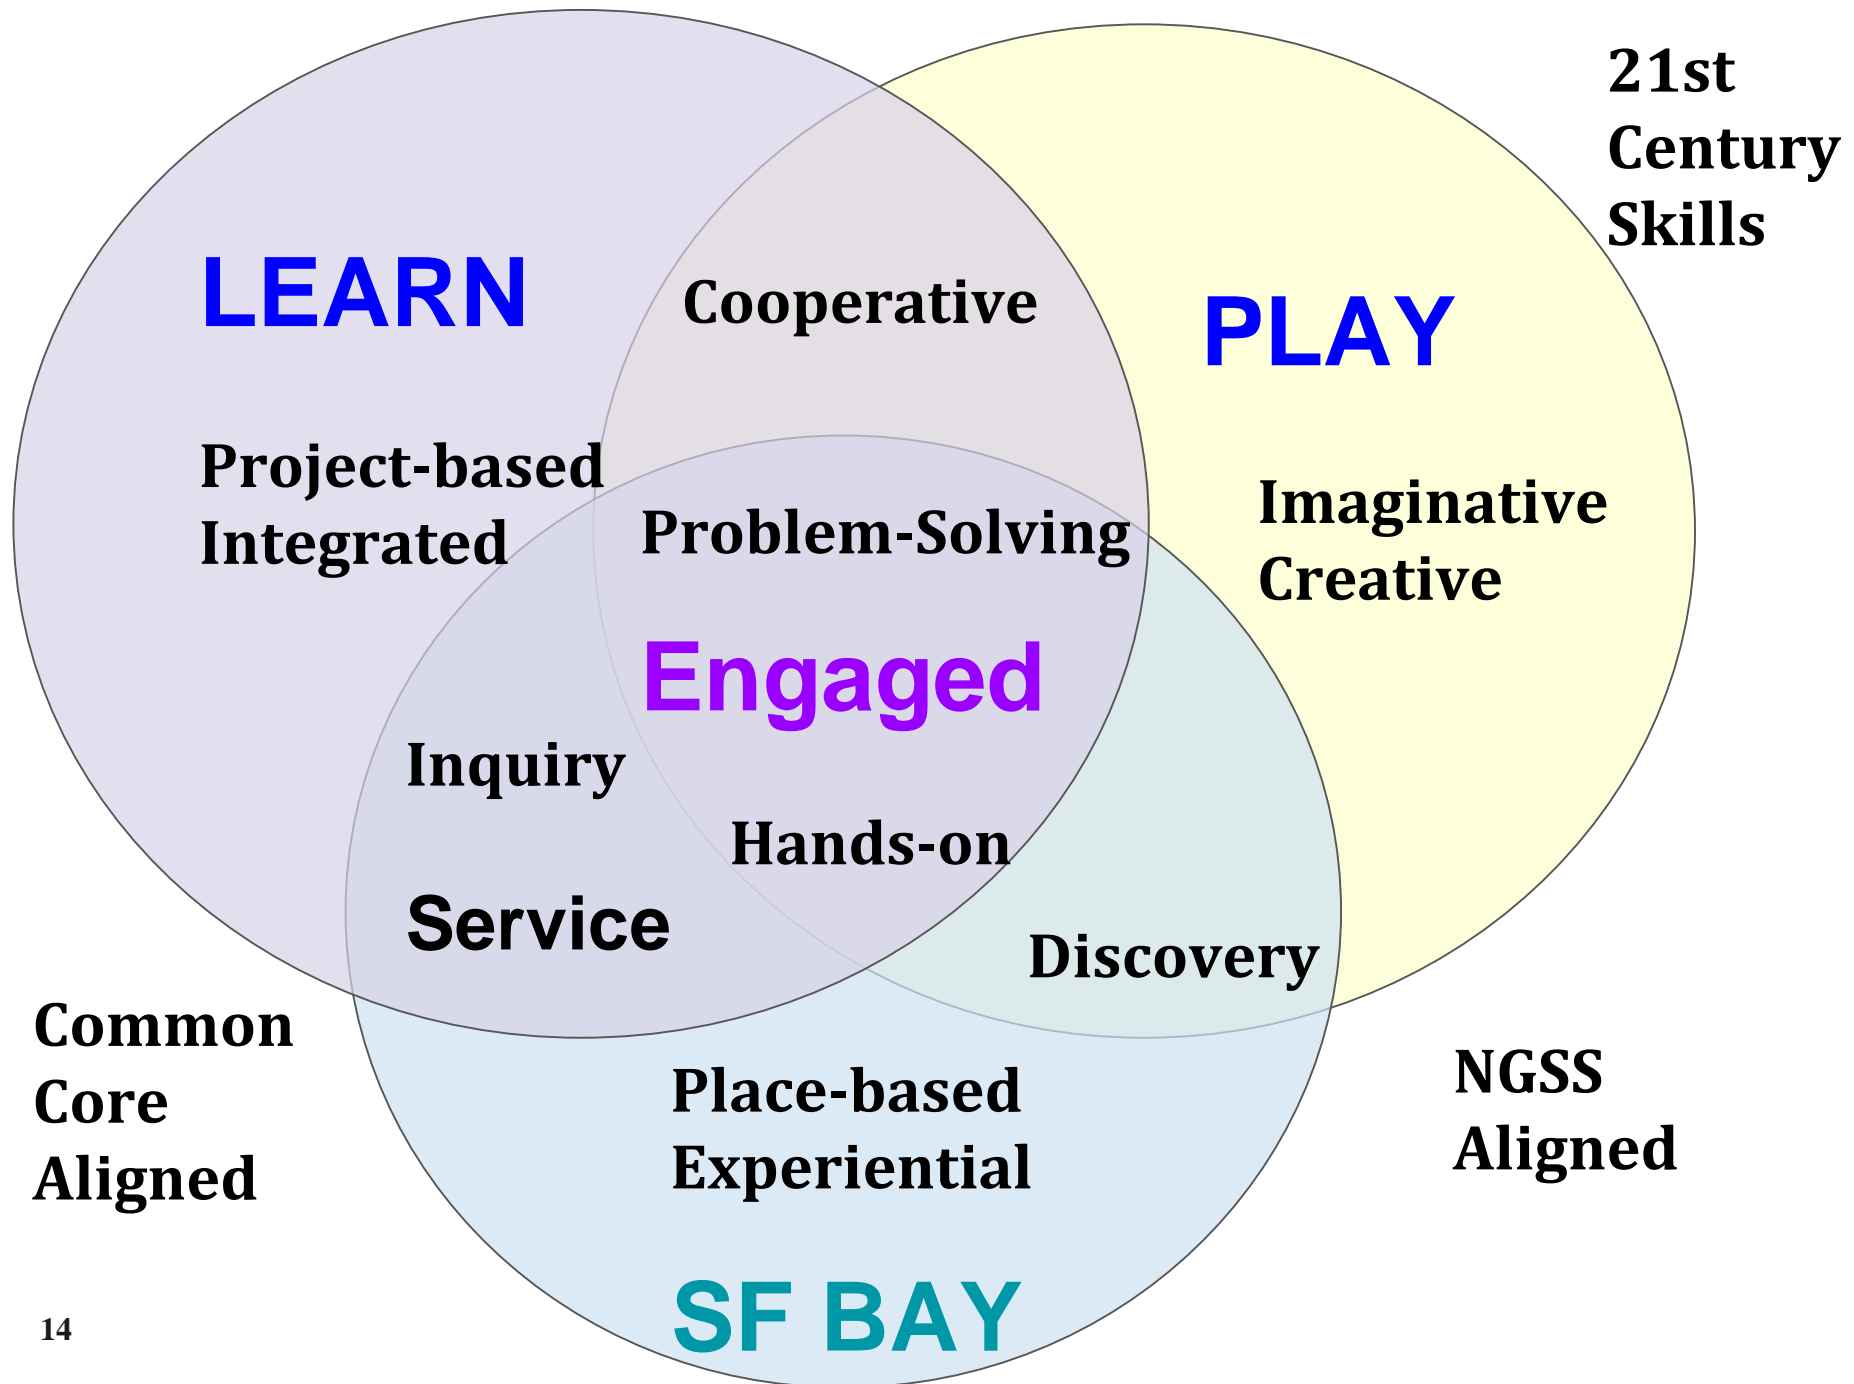 21st
Century
Skills
LEARN
Cooperative
PLAY
Project-based
Integrated
Problem-Solving
Imaginative
Creative
Engaged
Inquiry
Hands-on
Service
Discovery
Common
Core
Aligned
Place-based
Experiential
NGSS
Aligned
SF BAY
14